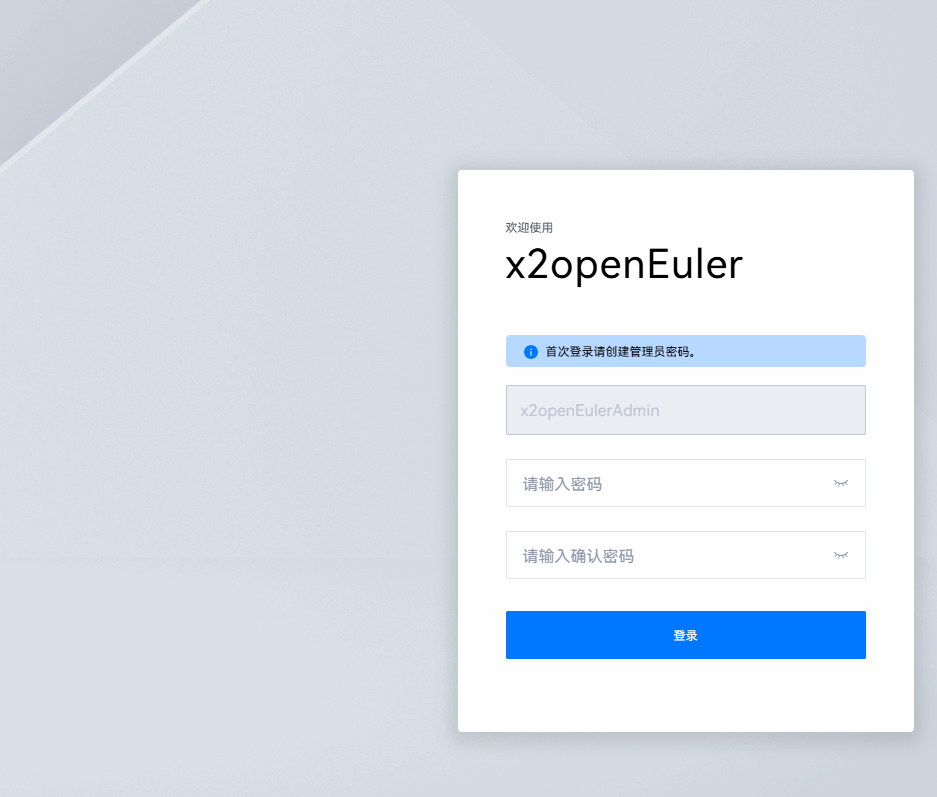 欢迎使用
x2openEuler
首次登录请创建管理员密码。
x2openEulerAdmin
请输入密码
请输入确认密码
登录